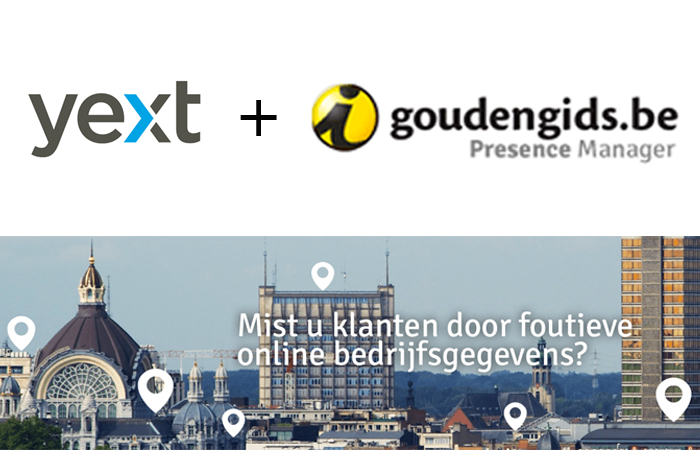 yext + goudengids.be
Presence Manager
Mist u klanten door foutieve
online bedrijfsgegevens?